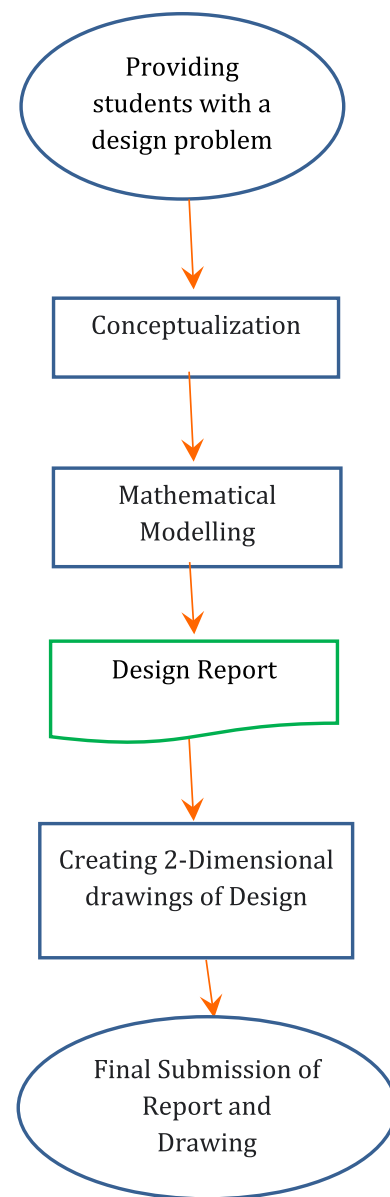 Providing
students with a
design problem
Conceptualization
Mathematical
Modelling
Design Report
Creating 2-Dimensional
drawings of Design
Final Submission of
Report and
Drawing